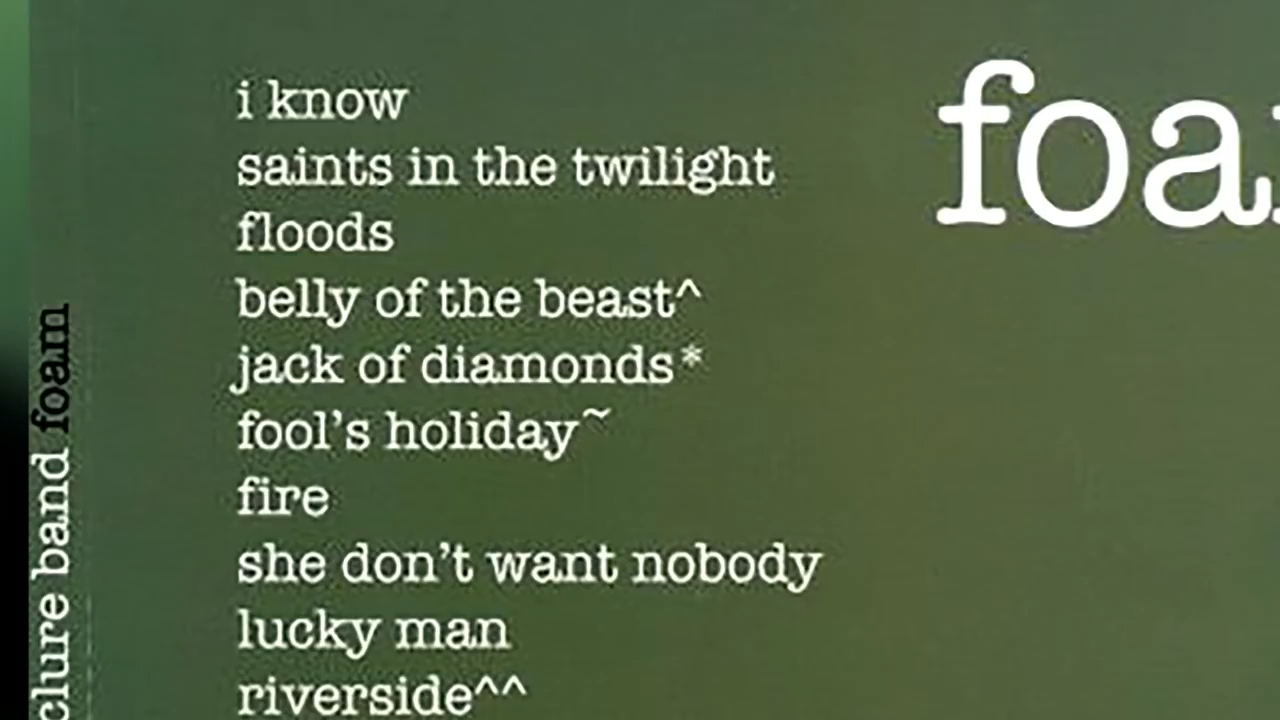 i know
saints in the twilight
floods
belly of the beast^
jack of diamonds*
fool's holiday~
fire
she don't want nobody
lucky man
riverside^^
clure band foam
foa